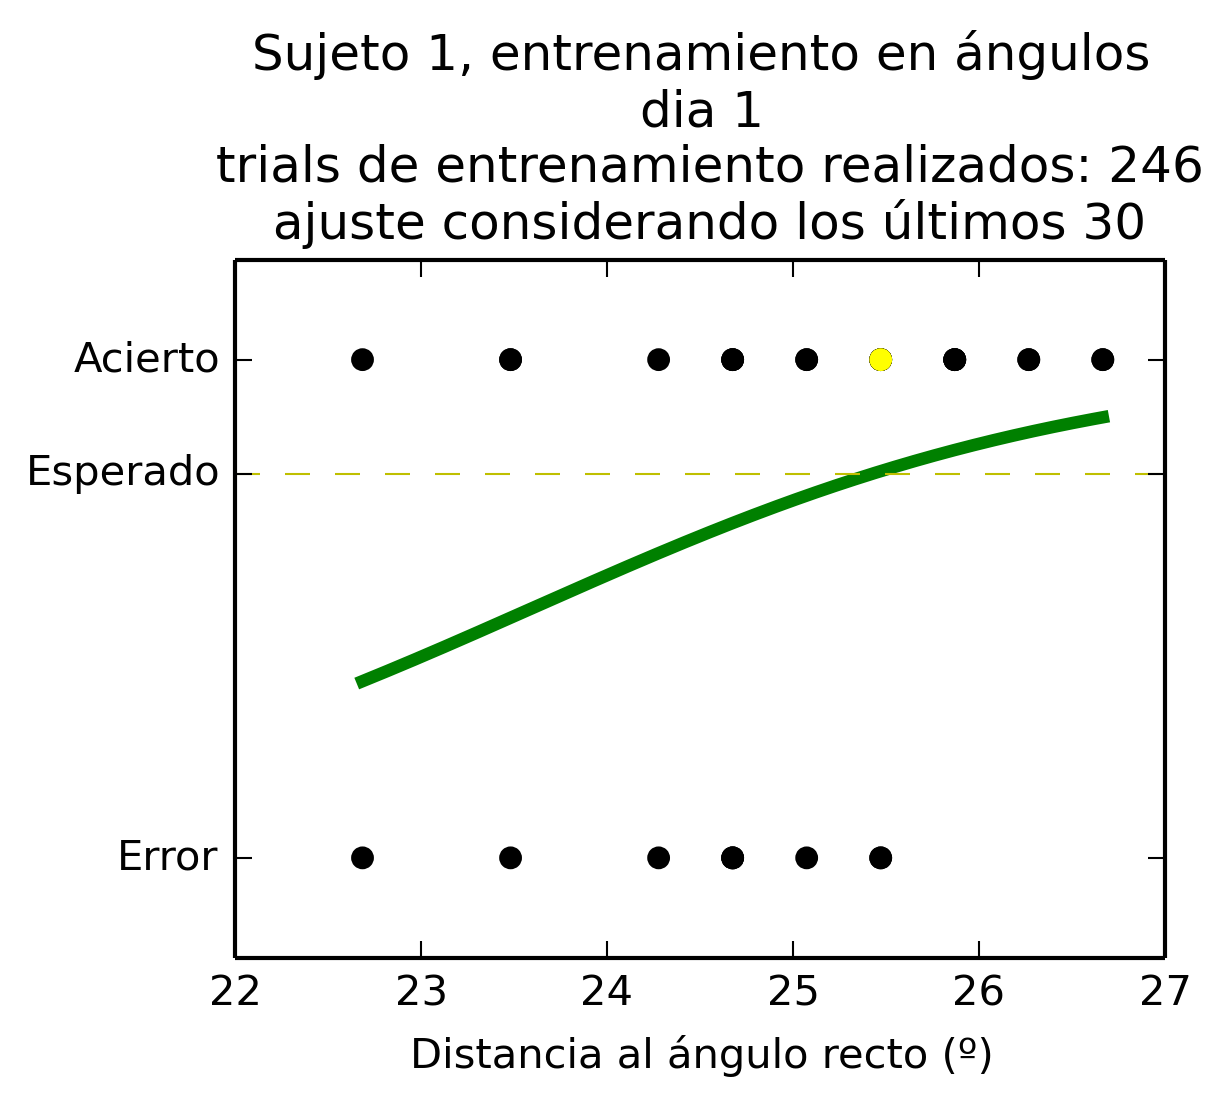 Sujeto 1, entrenamiento en ángulos
dia 1
trials de entrenamiento realizados: 246
ajuste considerando los últimos 30
Acierto
Esperado
Error
22 23 24 25 26 27
Distancia al ángulo recto (º)